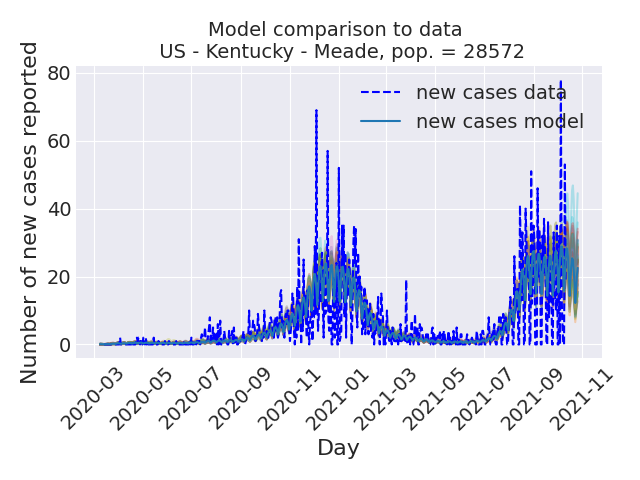 Model comparison to data
US - Kentucky - Meade, pop. = 28572
new cases data
new cases model
Number of new cases reported
80
60
40
20
0
2020-03
2020-05
2020-07
2020-09
2020-11
2021-01
2021-03
2021-05
2021-07
2021-09
2021-11
Day